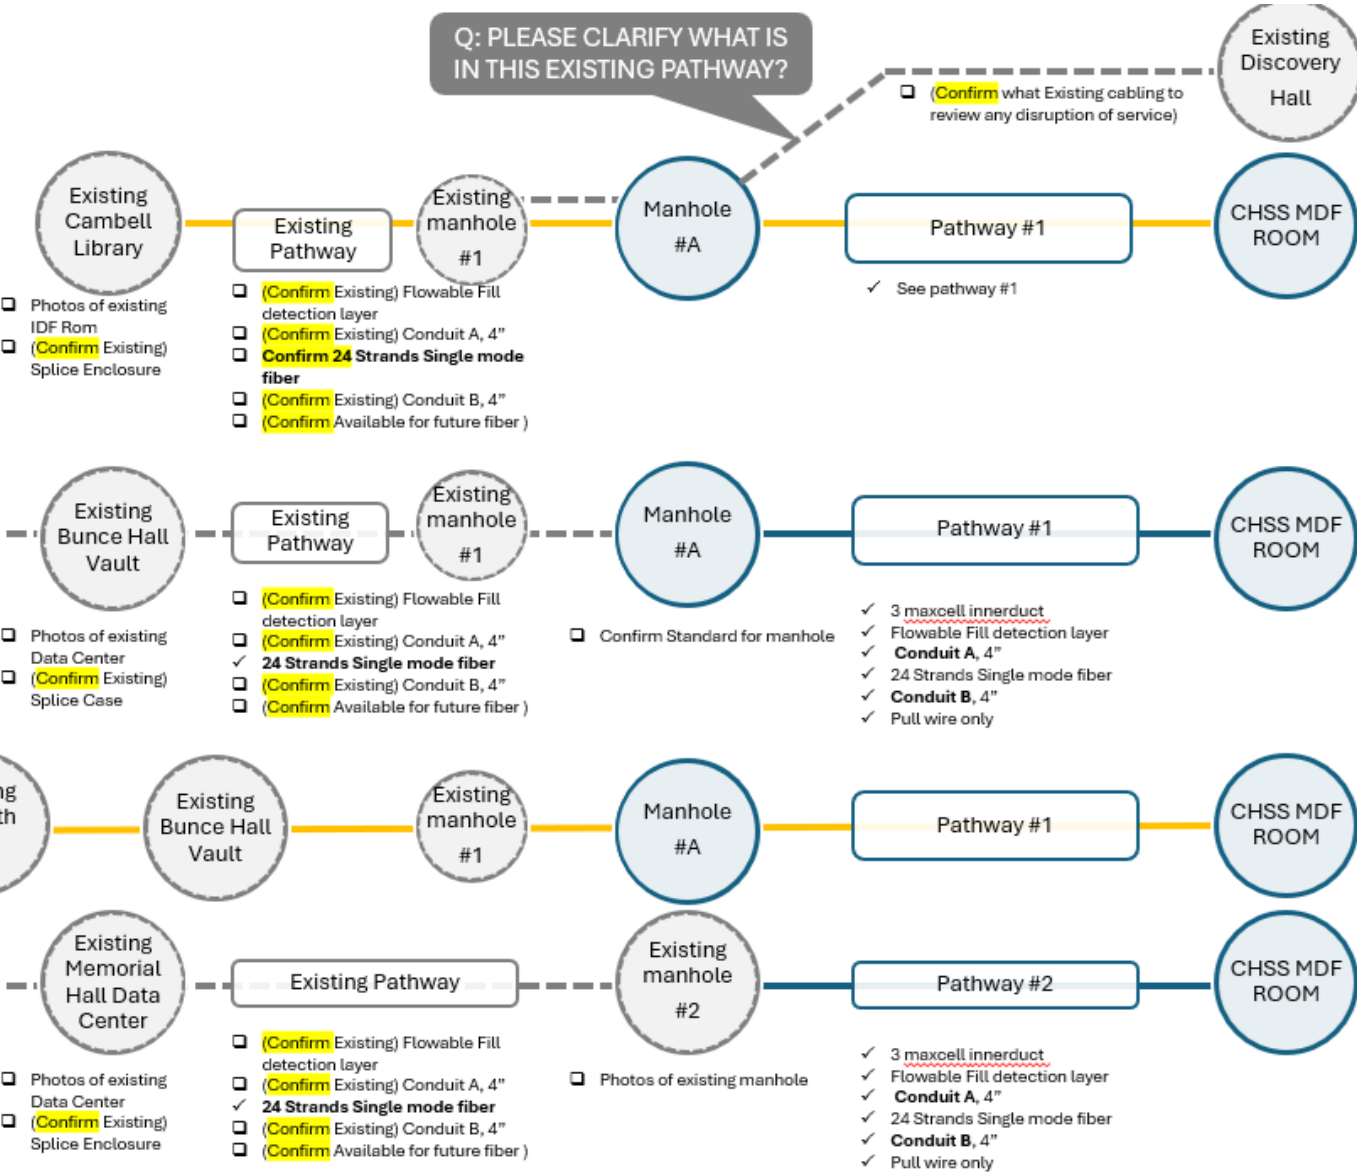 Q: PLEASE CLARIFY WHAT IS
IN THIS EXISTING PATHWAY?
Existing
Discovery
Hall
❑ (Confirm what Existing cabling to
review any disruption of service)
Existing
Cambell
Library
Existing
Pathway
Existing
manhole
#1
Manhole
#A
Pathway #1
CHSS MDF
ROOM
❑ Photos of existing
IDF Rom
❑ (Confirm Existing)
Splice Enclosure
❑ (Confirm Existing) Flowable Fill
detection layer
❑ (Confirm Existing) Conduit A, 4”
❑ Confirm 24 Strands Single mode
fiber
❑ (Confirm Existing) Conduit B, 4”
❑ (Confirm Available for future fiber )
✓ See pathway #1
Existing
Bunce Hall
Vault
Existing
Pathway
Existing
manhole
#1
Manhole
#A
Pathway #1
CHSS MDF
ROOM
❑ Photos of existing
Data Center
❑ (Confirm Existing)
Splice Case
❑ (Confirm Existing) Flowable Fill
detection layer
❑ (Confirm Existing) Conduit A, 4”
✓ 24 Strands Single mode fiber
❑ (Confirm Existing) Conduit B, 4”
❑ (Confirm Available for future fiber )
❑ Confirm Standard for manhole
✓ 3 maxcell innerduct
✓ Flowable Fill detection layer
✓ Conduit A, 4”
✓ 24 Strands Single mode fiber
✓ Conduit B, 4”
✓ Pull wire only
ng
th
Existing
Bunce Hall
Vault
Existing
manhole
#1
Manhole
#A
Pathway #1
CHSS MDF
ROOM
Existing
Memorial
Hall Data
Center
Existing Pathway
Existing
manhole
#2
Pathway #2
CHSS MDF
ROOM
❑ Photos of existing
Data Center
❑ (Confirm Existing)
Splice Enclosure
❑ (Confirm Existing) Flowable Fill
detection layer
❑ (Confirm Existing) Conduit A, 4”
✓ 24 Strands Single mode fiber
❑ (Confirm Existing) Conduit B, 4”
❑ (Confirm Available for future fiber )
❑ Photos of existing manhole
✓ 3 maxcell innerduct
✓ Flowable Fill detection layer
✓ Conduit A, 4”
✓ 24 Strands Single mode fiber
✓ Conduit B, 4”
✓ Pull wire only